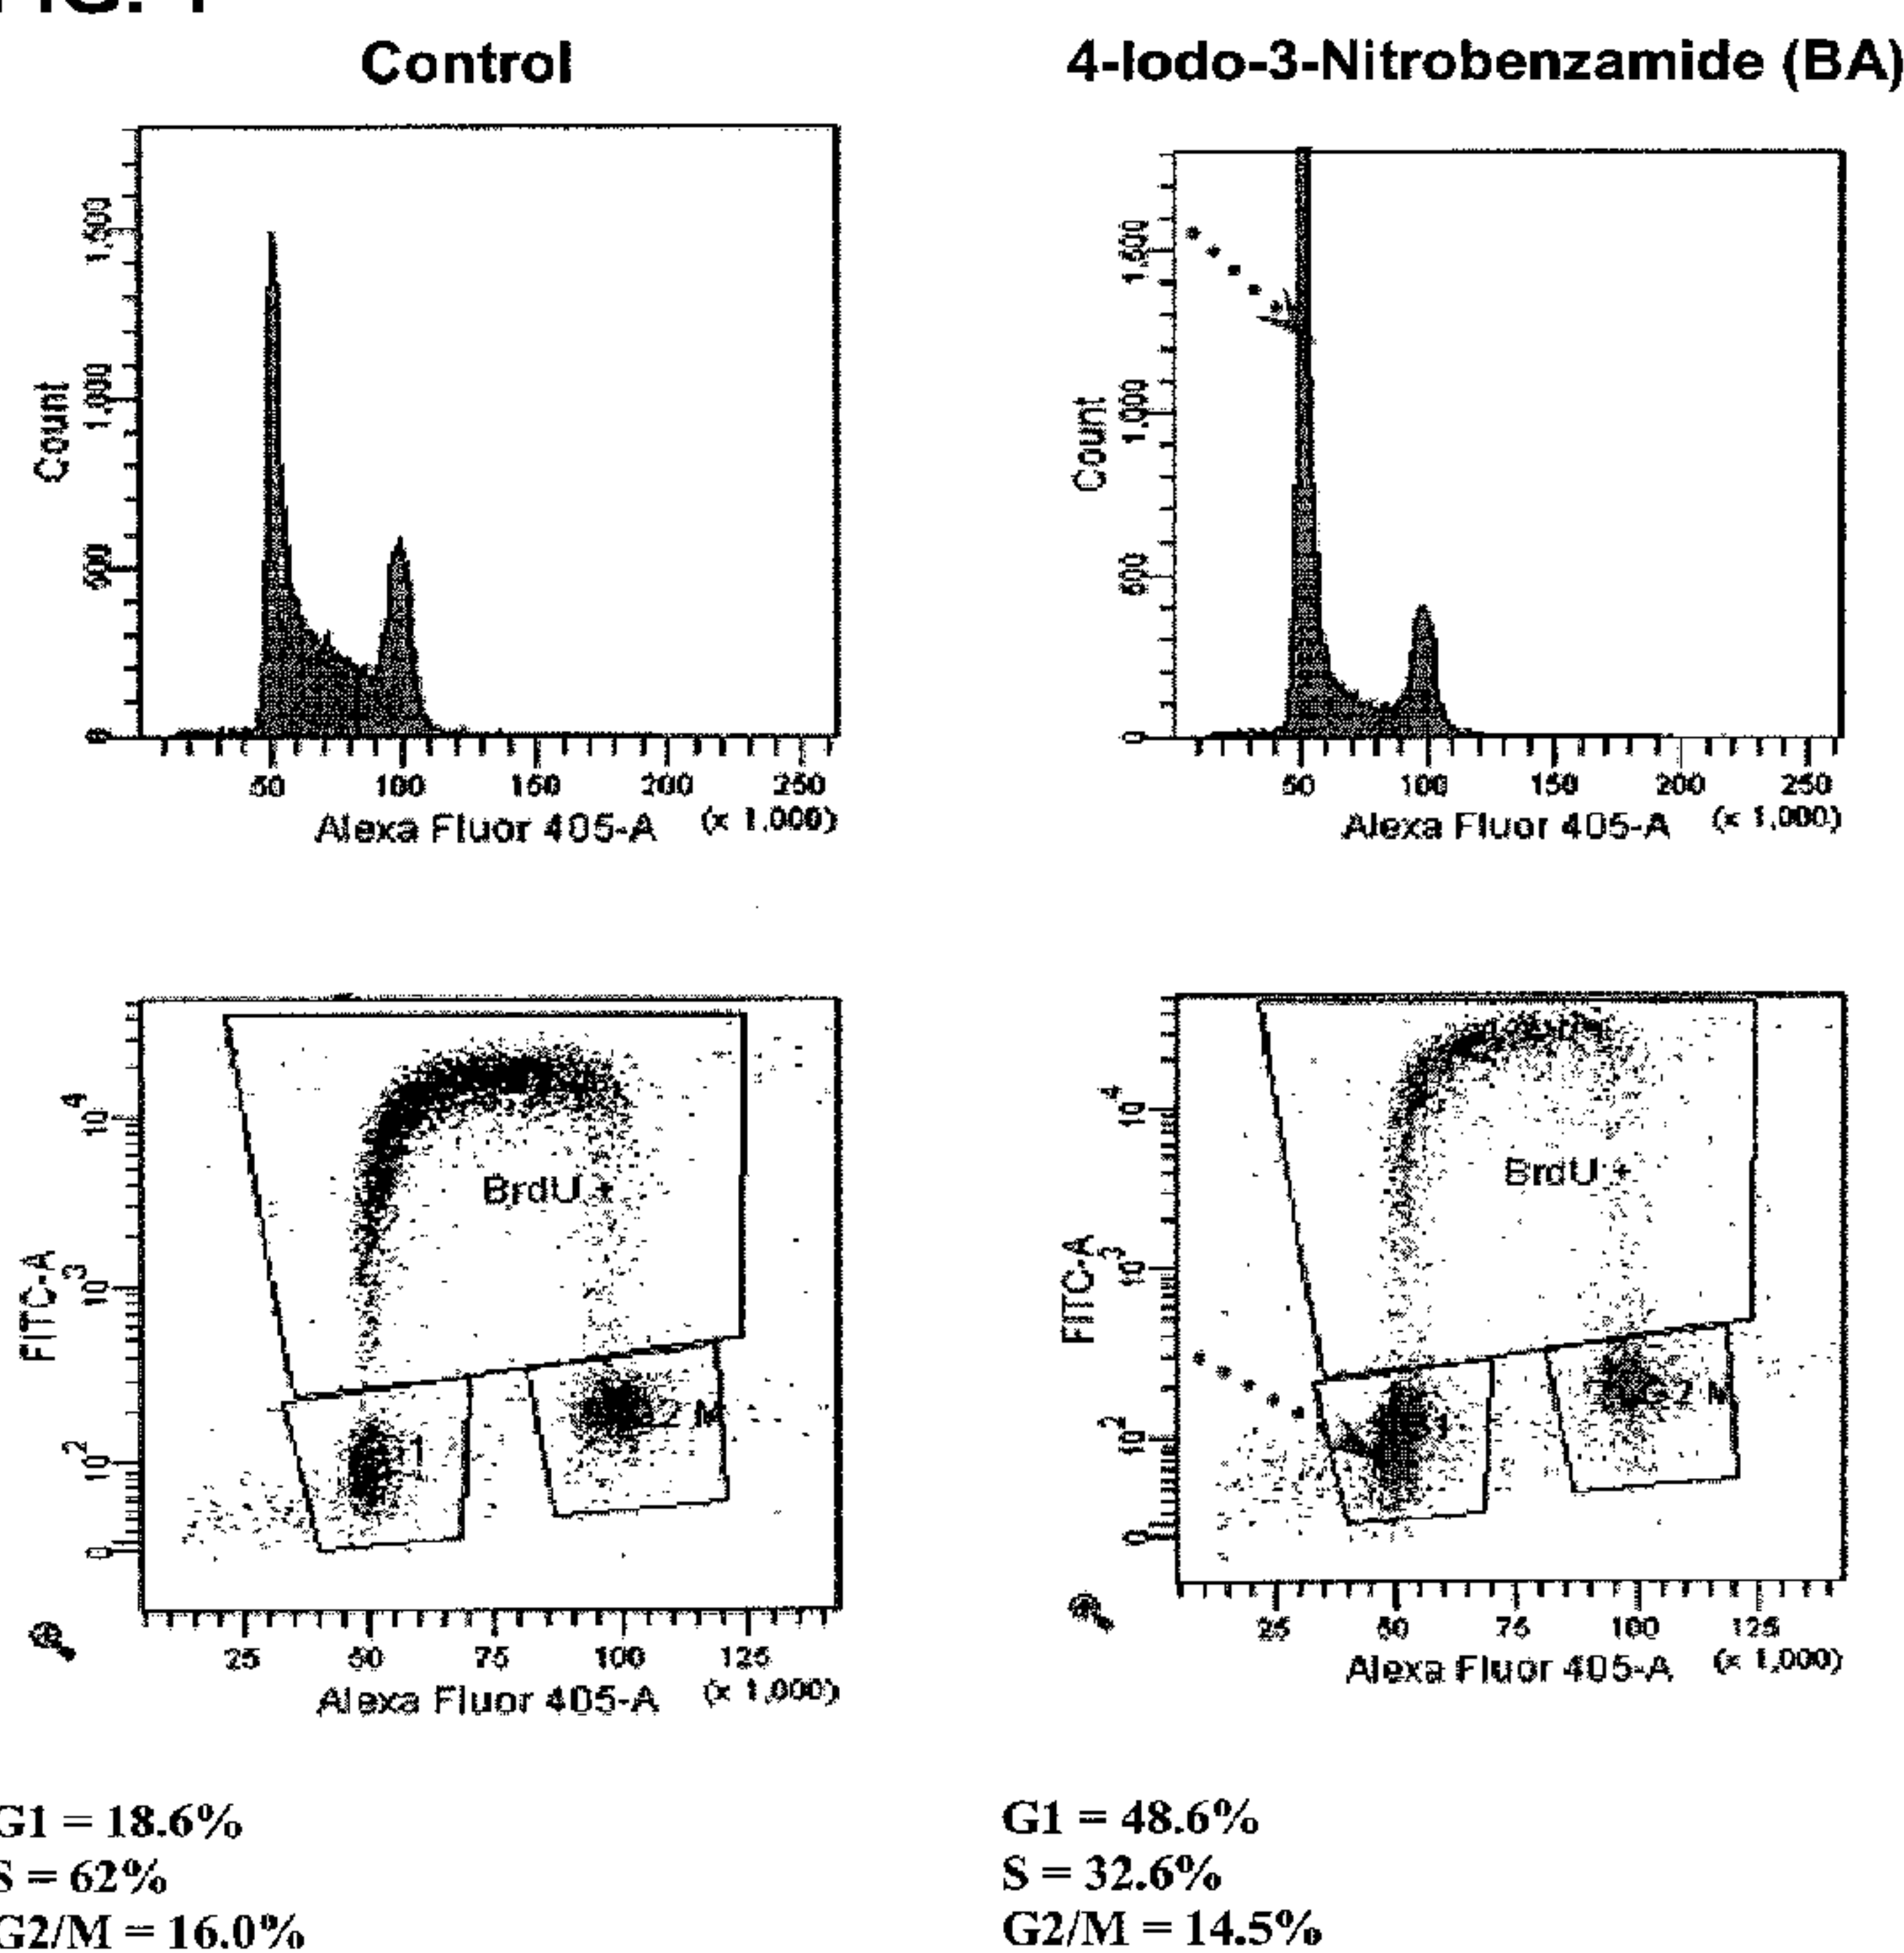 Control
4-Iodo-3-Nitrobenzamide (BA)
Count
0
500
1,000
1,500
50 100 150 200 250
Alexa Fluor 405-A (x 1,000)
Count
0
500
1,000
1,500
50 100 150 200 250
Alexa Fluor 405-A (x 1,000)
FITC-A
0
10 2
10 3
10 4
BrdU +
1
2 M
25 50 75 100 125
Alexa Fluor 405-A (x 1,000)
FITC-A
0
10 2
10 3
10 4
BrdU +
1
G2 M
25 50 75 100 125
Alexa Fluor 405-A (x 1,000)
G1 = 18.6%
S = 62%
G2/M = 16.0%
G1 = 48.6%
S = 32.6%
G2/M = 14.5%